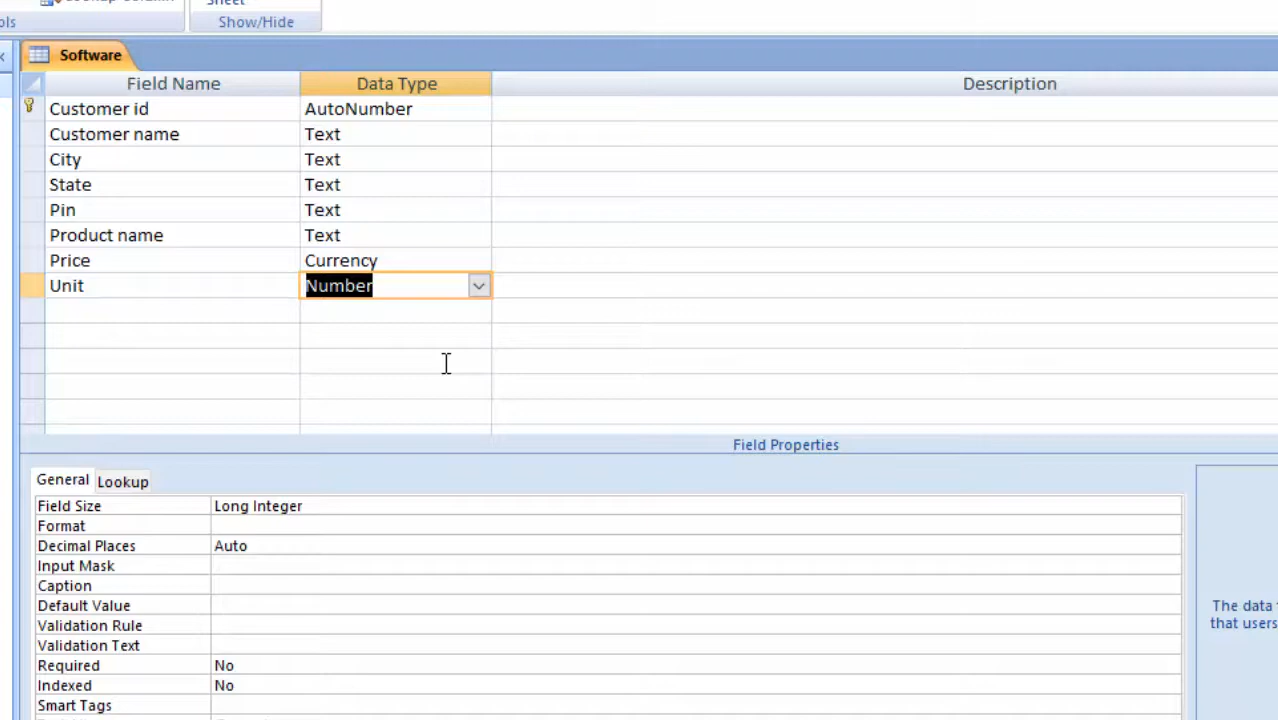 ols
Show/Hide
Software
Field Name Data Type Description
Customer id AutoNumber
Customer name Text
City Text
State Text
Pin Text
Product name Text
Price Currency
Unit Number
Field Properties
General Lookup
Field Size Long Integer
Format
Decimal Places Auto
Input Mask
Caption
Default Value
Validation Rule
Validation Text
Required No
Indexed No
Smart Tags
The data
that users